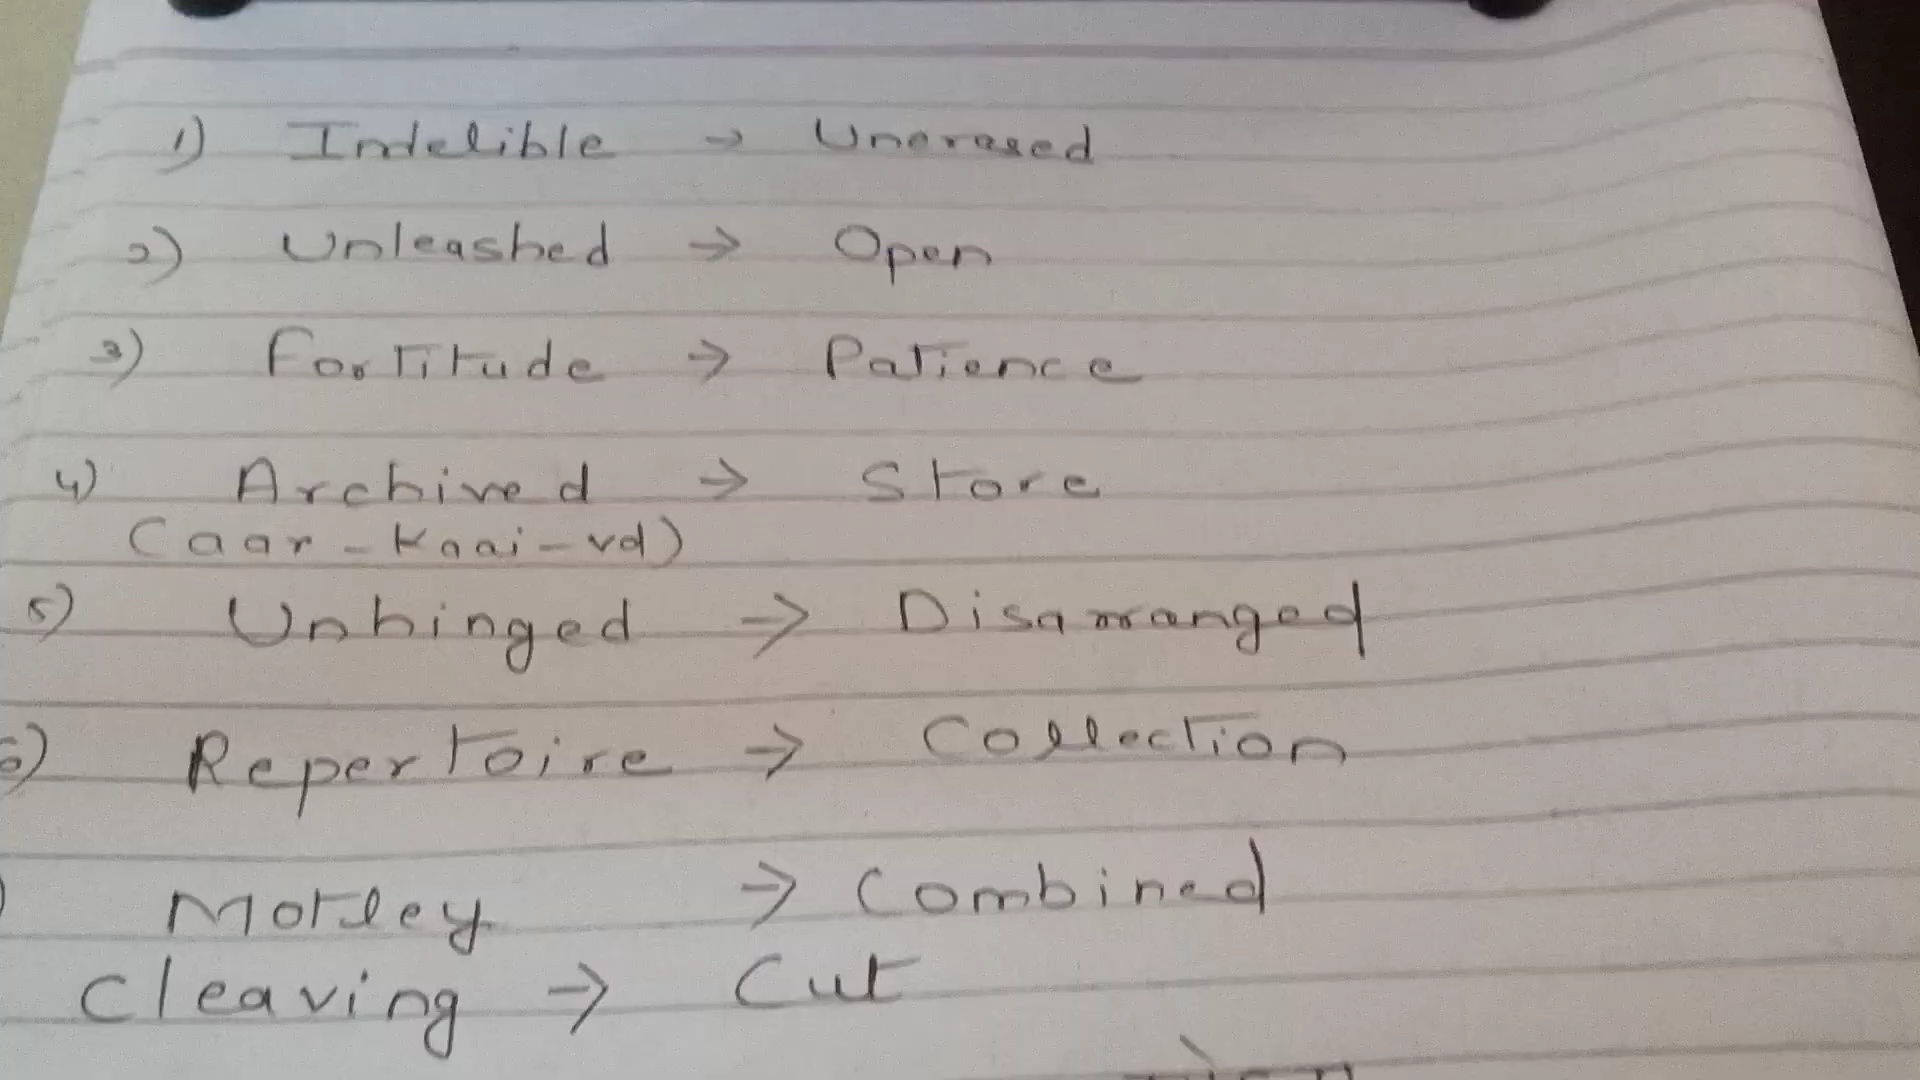 1) Indelible → Unerased
2) Unleashed → Open
3) Fortitude → Patience
4) Archived → Store
(aar-Kaai-vd)
5) Unhinged → Disarranged
6) Repertoire → Collection
) Motley → Combined
Cleaving → Cut